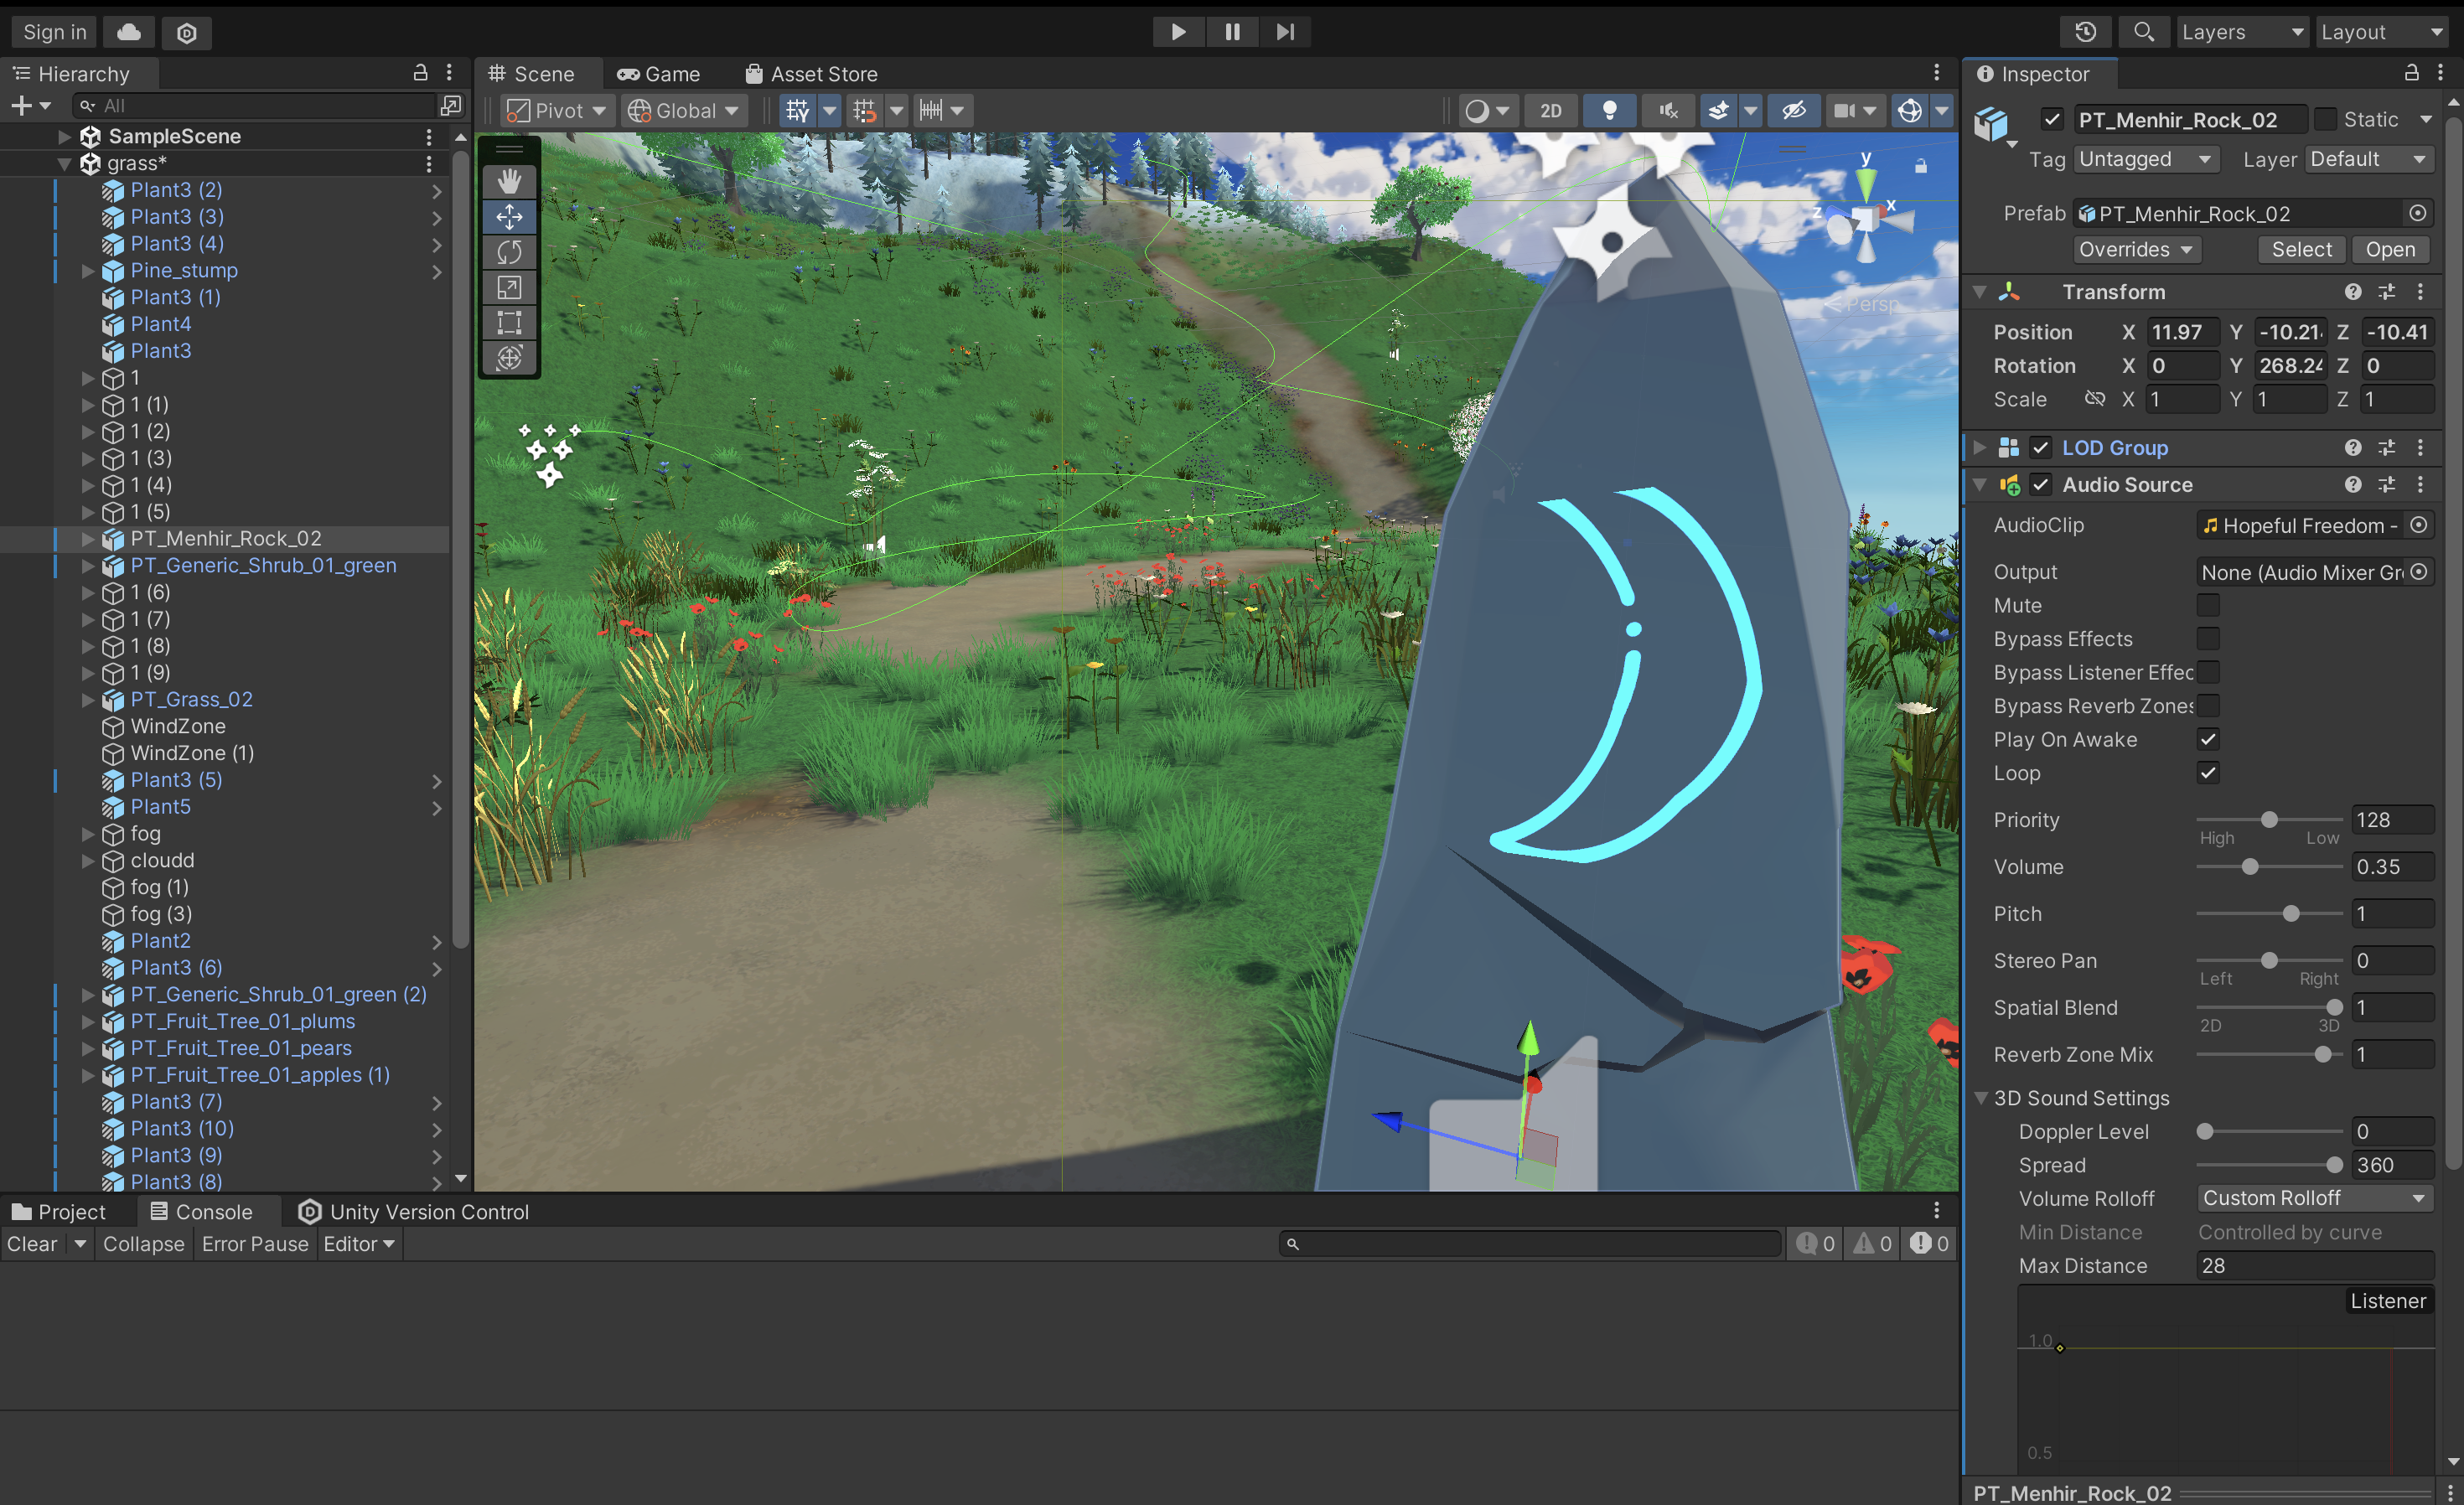 Sign in
Layers
Layout
Hierarchy
Scene
Game
Asset Store
Inspector
All
Pivot
Global
2D
PT_Menhir_Rock_02
Static
Tag
Untagged
Layer
Default
Prefab
PT_Menhir_Rock_02
Overrides
Select
Open
SampleScene
grass*
Plant3 (2)
Plant3 (3)
Plant3 (4)
Pine_stump
Plant3 (1)
Plant4
Plant3
1
1 (1)
1 (2)
1 (3)
1 (4)
1 (5)
PT_Menhir_Rock_02
PT_Generic_Shrub_01_green
1 (6)
1 (7)
1 (8)
1 (9)
PT_Grass_02
WindZone
WindZone (1)
Plant3 (5)
Plant5
fog
cloudd
fog (1)
fog (3)
Plant2
Plant3 (6)
PT_Generic_Shrub_01_green (2)
PT_Fruit_Tree_01_plums
PT_Fruit_Tree_01_pears
PT_Fruit_Tree_01_apples (1)
Plant3 (7)
Plant3 (10)
Plant3 (9)
Plant3 (8)
y
x
z
Persp
Transform
Position X 11.97 Y -10.21 Z -10.41
Rotation X 0 Y 268.24 Z 0
Scale X 1 Y 1 Z 1
LOD Group
Audio Source
AudioClip Hopeful Freedom -
Output None (Audio Mixer Gr
Mute
Bypass Effects
Bypass Listener Effec
Bypass Reverb Zones
Play On Awake
Loop
Priority 128
High Low
Volume 0.35
Pitch 1
Stereo Pan 0
Left Right
Spatial Blend 1
2D 3D
Reverb Zone Mix 1
3D Sound Settings
Doppler Level 0
Spread 360
Volume Rolloff Custom Rolloff
Min Distance Controlled by curve
Max Distance 28
Listener
1.0
0.5
PT_Menhir_Rock_02
Project
Console
Unity Version Control
Clear
Collapse
Error Pause
Editor
0
0
0